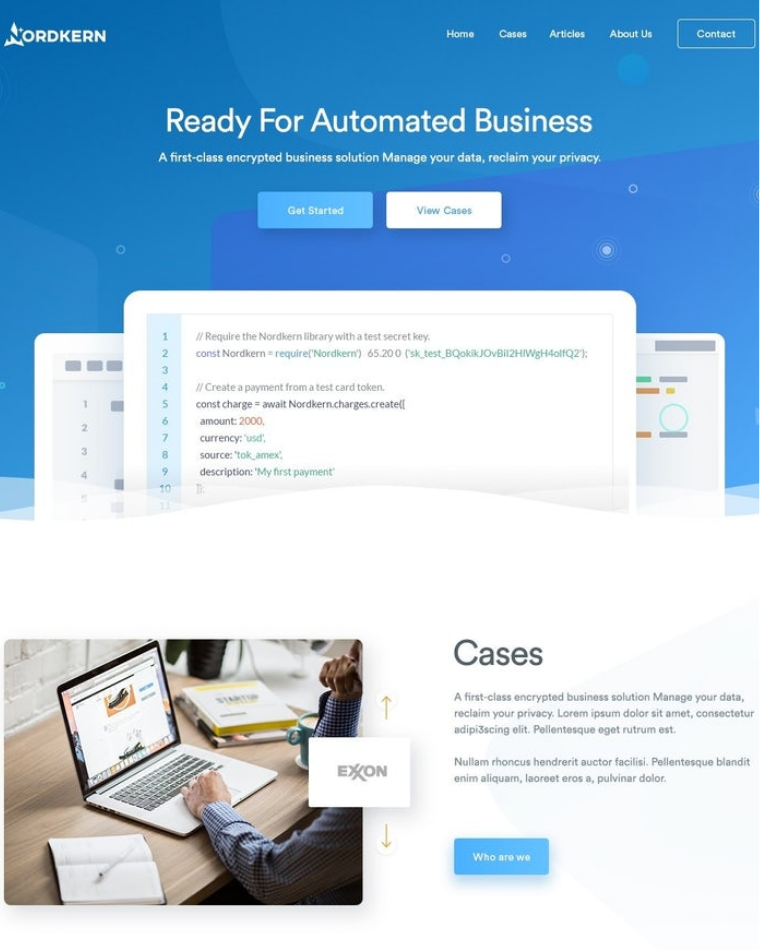 NORDKERN
Home Cases Articles About Us Contact
Ready For Automated Business
A first-class encrypted business solution Manage your data, reclaim your privacy.
Get Started View Cases
1 // Require the Nordkern library with a test secret key.
2 const Nordkern = require('Nordkern') 65.20 0 ('sk_test_BQokikJOvBiI2HlWgH4olfQ2');
3
4 // Create a payment from a test card token.
5 const charge = await Nordkern.charges.create({
6 amount: 2000,
7 currency: 'usd',
8 source: 'tok_amex',
9 description: 'My first payment'
10 });
11
1
2
3
4
5
Cases
A first-class encrypted business solution Manage your data,
reclaim your privacy. Lorem ipsum dolor sit amet, consectetur
adipi3scing elit. Pellentesque eget rutrum est.
Nullam rhoncus hendrerit auctor facilisi. Pellentesque blandit
enim aliquam, laoreet eros a, pulvinar dolor.
Who are we
STARTUP
EXXON